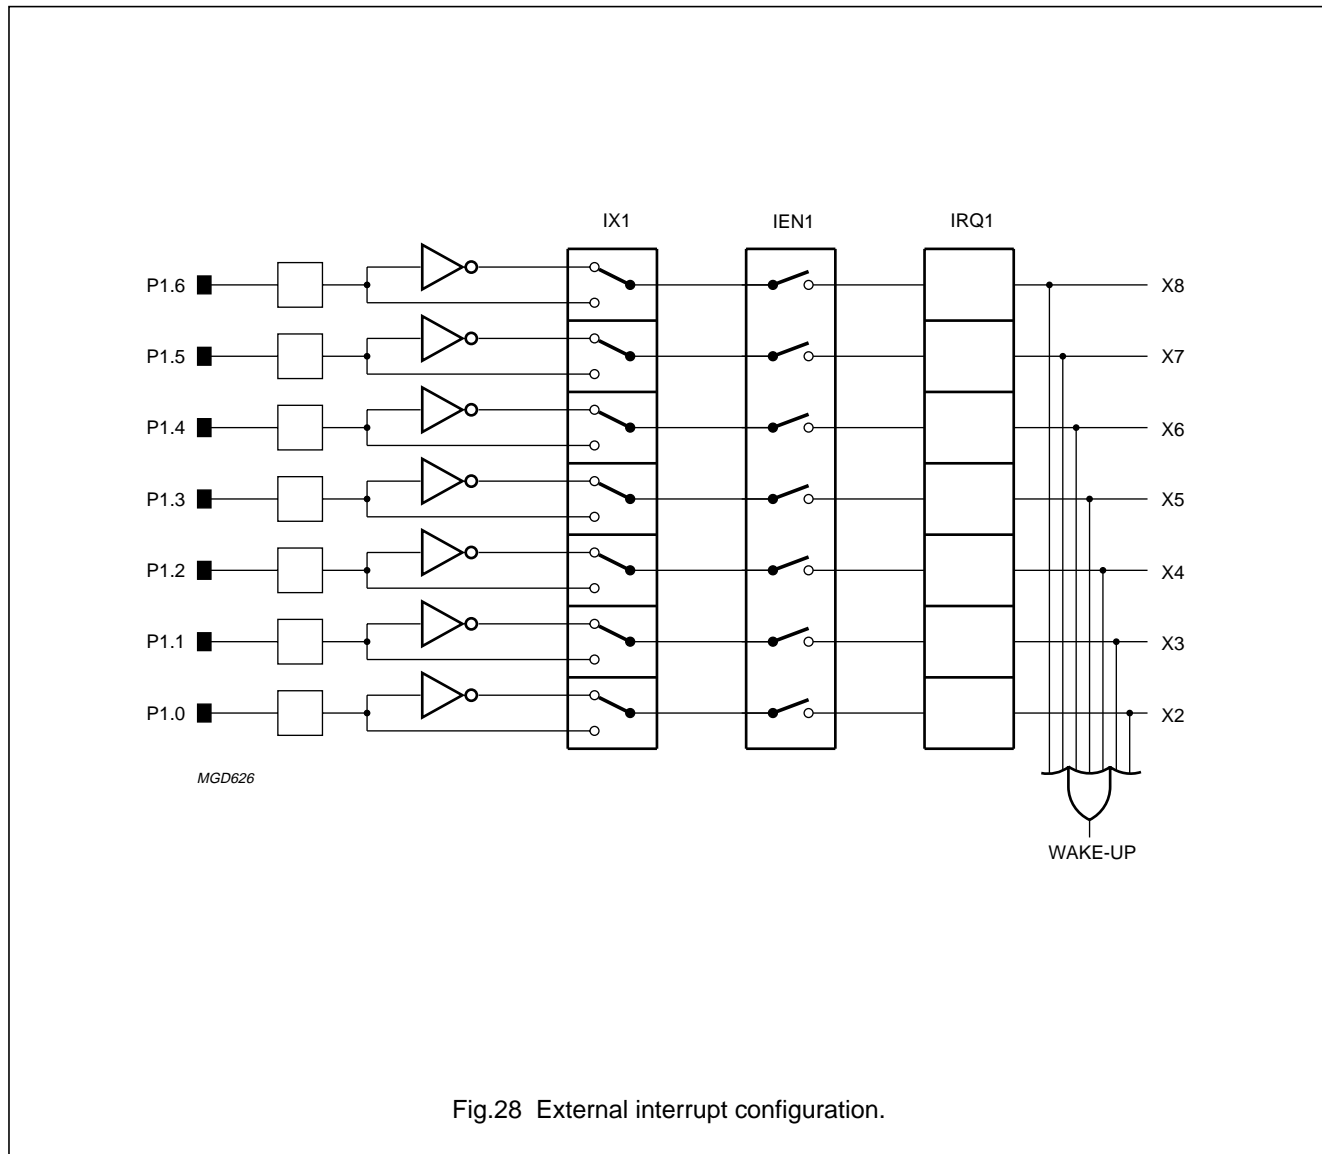 IX1 IEN1 IRQ1
P1.6 X8
P1.5 X7
P1.4 X6
P1.3 X5
P1.2 X4
P1.1 X3
P1.0 X2
MGD626
WAKE-UP
Fig.28 External interrupt configuration.